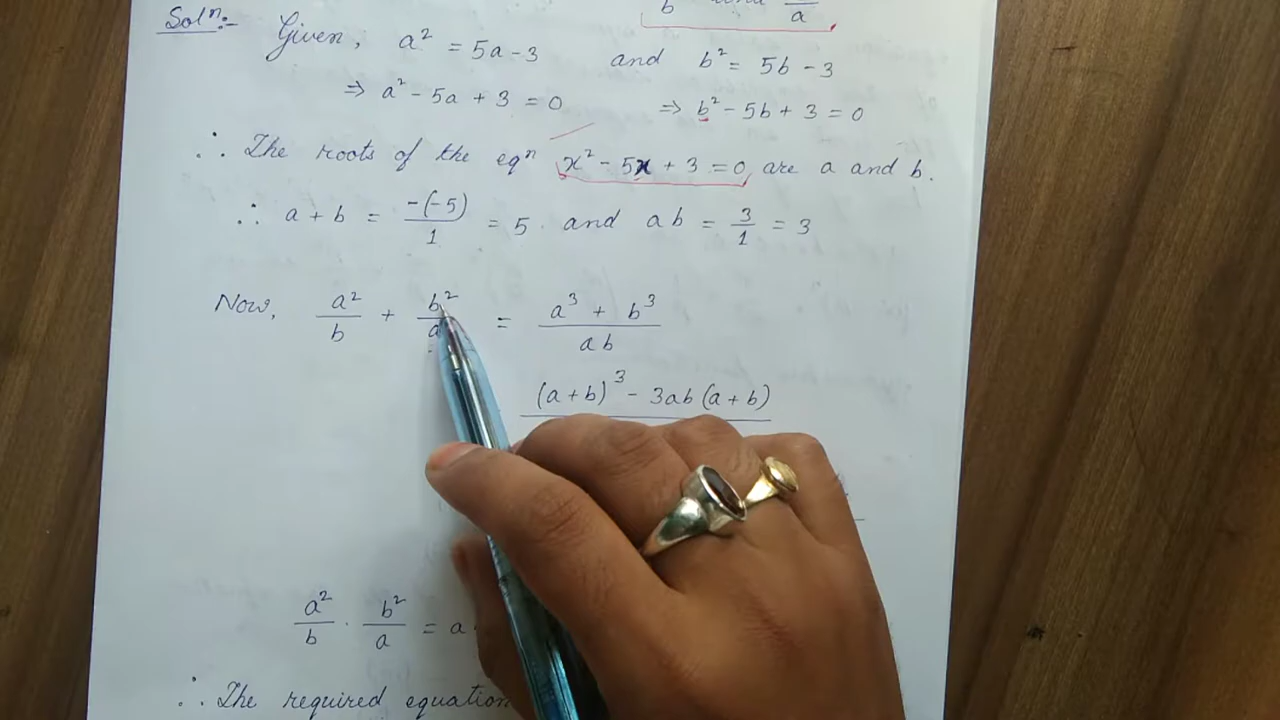 b a
Solⁿ:- Given, a² = 5a - 3 and b² = 5b - 3
⇒ a² - 5a + 3 = 0 ⇒ b² - 5b + 3 = 0
∴ The roots of the eqⁿ x² - 5x + 3 = 0 are a and b.
∴ a + b = -(-5)/1 = 5. and ab = 3/1 = 3
Now, a²/b + b²/a = a³ + b³/ab
(a+b)³ - 3ab(a+b)
a²/b · b²/a = a
∴ The required equation